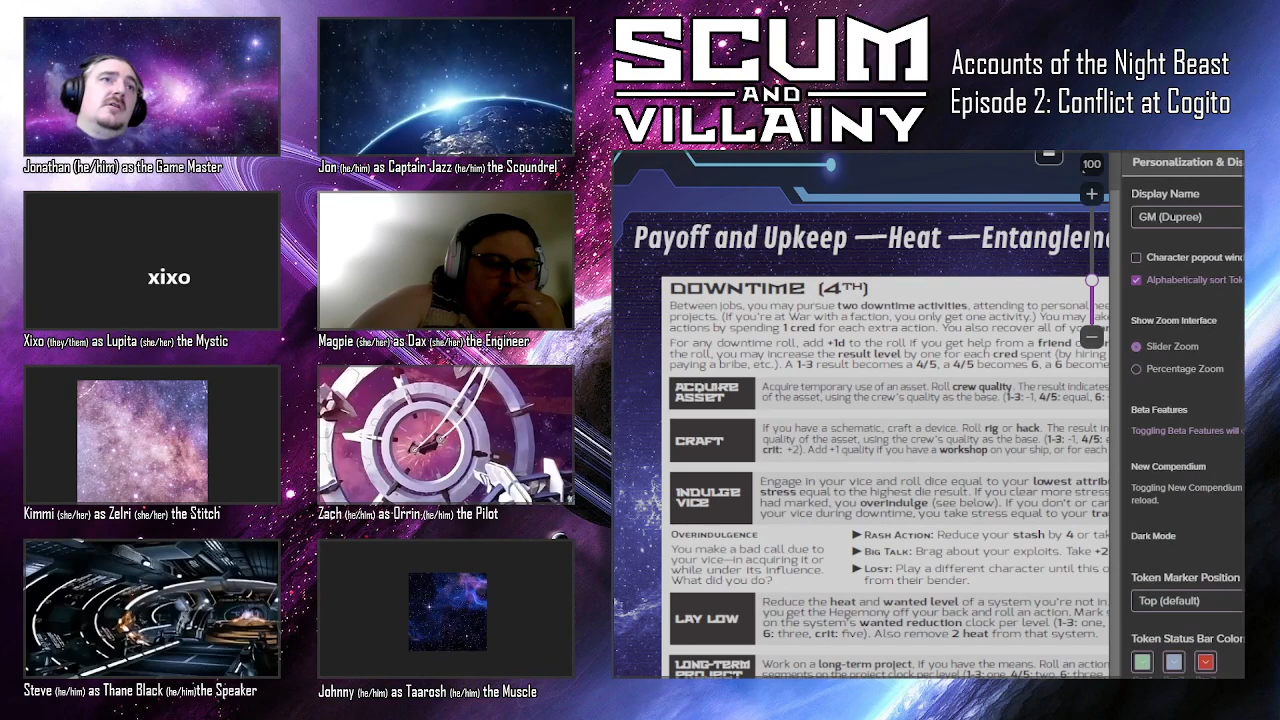 Jonathan (he/him) as the Game Master
Jon (he/him) as Captain Jazz (he/him) the Scoundrel
xixo
Xixo (they/them) as Lupita (she/her) the Mystic
Magpie (she/her) as Dax (she/her) the Engineer
Kimmi (she/her) as Zelri (she/her) the Stitch
Zach (he/him) as Orrin (he/him) the Pilot
Steve (he/him) as Thane Black (he/him)the Speaker
Johnny (he/him) as Taarosh (he/him) the Muscle
SCUM
AND
VILLAINY
Accounts of the Night Beast
Episode 2: Conflict at Cogito
Payoff and Upkeep —Heat —Entanglem
DOWNTIME (4TH)
Between jobs, you may pursue two downtime activities, attending to personal
projects. (If you're at War with a faction, you only get one activity.) You may
actions by spending 1 cred for each extra action. You also recover all of
For any downtime roll, add +1d to the roll if you get help from a friend
the roll, you may increase the result level by one for each cred spent (by hiring
paying a bribe, etc.). A 1-3 result becomes a 4/5, a 4/5 becomes 6, a 6
ACQUIRE
ASSET
Acquire temporary use of an asset. Roll crew quality. The result indicates
of the asset, using the crew's quality as the base. (1-3: -1, 4/5: equal, 6:
CRAFT
If you have a schematic, craft a device. Roll rig or hack. The result
quality of the asset, using the crew's quality as the base. (1-3: -1, 4/5:
crit: +2). Add +1 quality if you have a workshop on your ship, or for each
INDULGE
VICE
Engage in your vice and roll dice equal to your lowest
stress equal to the highest die result. If you clear more stress
had marked, you overindulge (see below). If you don't or
your vice during downtime, you take stress equal to your
OVERINDULGENCE
You make a bad call due to
your vice—in acquiring it or
while under its influence.
What did you do?
▶ RASH ACTION: Reduce your stash by 4 or
▶ BIG TALK: Brag about your exploits. Take +2
▶ LOST: Play a different character until this
from their bender.
LAY LOW
Reduce the heat and wanted level of a system you're not in.
you get the Hegemony off your back and roll an action. Mark
on the system's wanted reduction clock per level (1-3: one,
6: three, crit: five). Also remove 2 heat from that system.
LONG-TERM
PROJECT
Work on a long-term project, if you have the means. Roll an action
segments on the project clock per level (1-3: one, 4/5: two, 6: three,
100
+
−
Personalization & Dis
Display Name
GM (Dupree)
Character popout win
Alphabetically sort Tok
Show Zoom Interface
Slider Zoom
Percentage Zoom
Beta Features
Toggling Beta Features will
New Compendium
Toggling New Compendium
reload.
Dark Mode
Token Marker Position
Top (default)
Token Status Bar Color